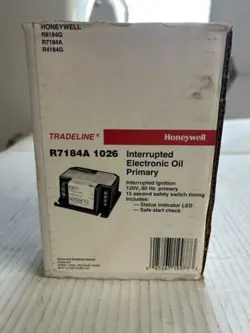 HONEYWELL
R8184G
R7184A
R4184G
TRADELINE®
Honeywell
R7184A 1026
Interrupted
Electronic Oil
Primary
Interrupted Ignition
120V, 60 Hz primary
15 second safety switch timing
Includes:
— Status indicator LED
— Safe start check